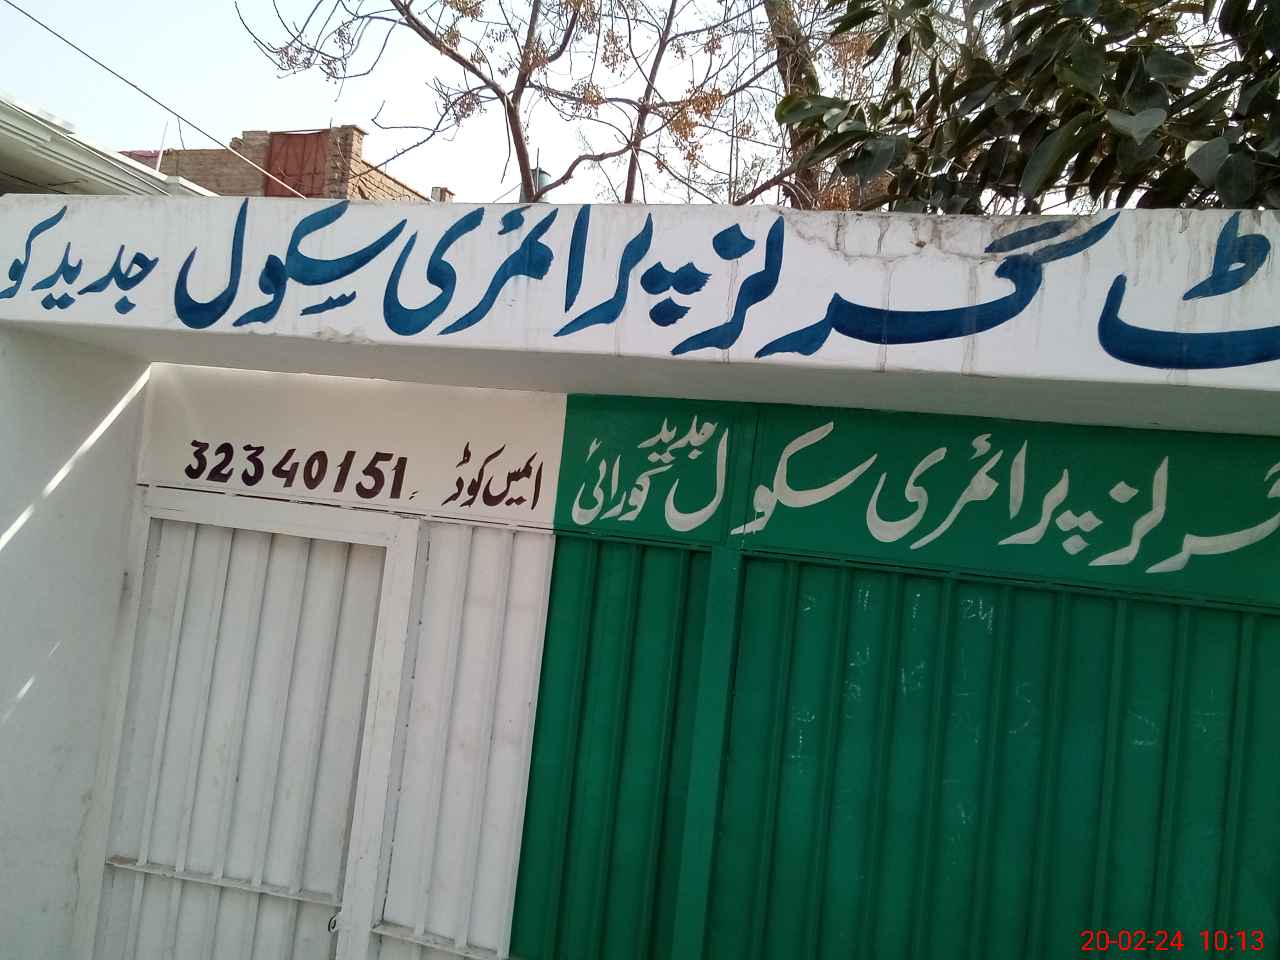 گرلز پرائمری سکول جدید کو
گرلز پرائمری سکول جدید کورائی
ایمس کوڈ 32340151
20-02-24 10:13